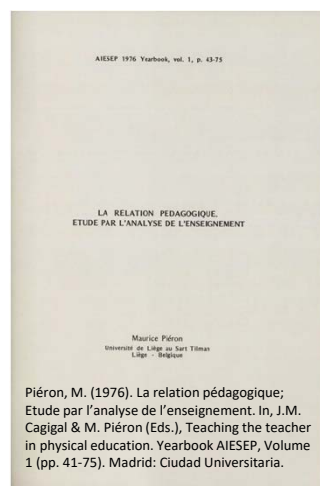 AIESEP 1976 Yearbook, vol. 1, p. 43-75
LA RELATION PEDAGOGIQUE.
ETUDE PAR L'ANALYSE DE L'ENSEIGNEMENT
Maurice Piéron
Université de Liège au Sart Tilman
Liège - Belgique
Piéron, M. (1976). La relation pédagogique;
Etude par l'analyse de l'enseignement. In, J.M.
Cagigal & M. Piéron (Eds.), Teaching the teacher
in physical education. Yearbook AIESEP, Volume
1 (pp. 41-75). Madrid: Ciudad Universitaria.